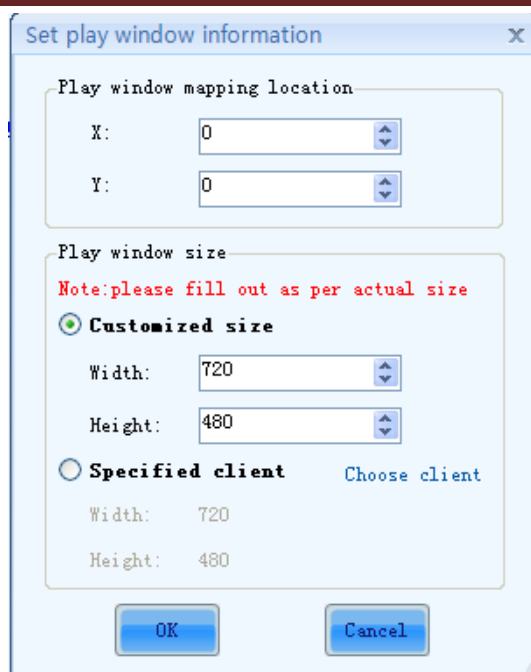 Set play window information
Play window mapping location
X: 0
Y: 0
Play window size
Note:please fill out as per actual size
Customized size
Width: 720
Height: 480
Specified client Choose client
Width: 720
Height: 480
OK Cancel